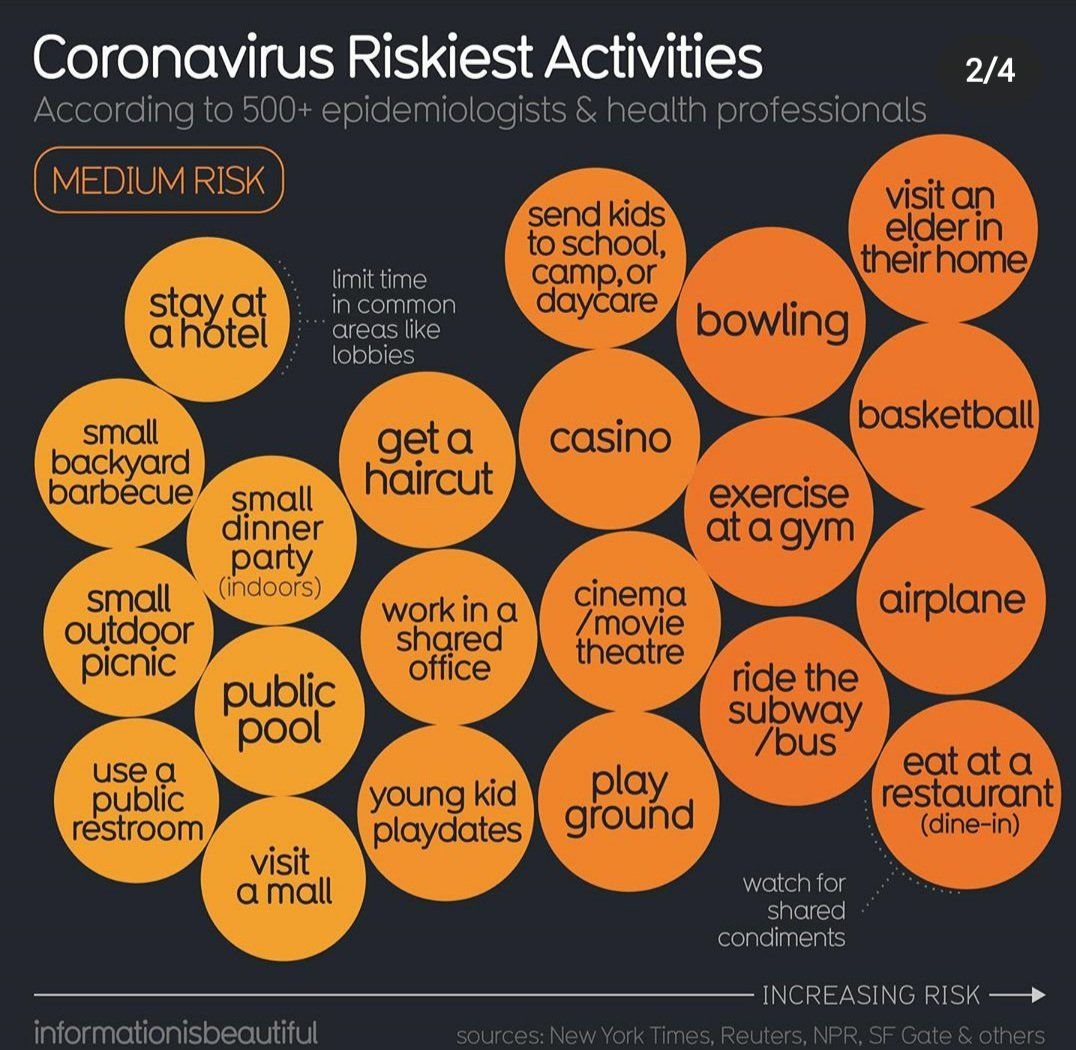 Coronavirus Riskiest Activities
2/4
According to 500+ epidemiologists & health professionals
MEDIUM RISK
stay at
a hotel
limit time
in common
areas like
lobbies
small
backyard
barbecue
small
dinner
party
(indoors)
small
outdoor
picnic
public
pool
use a
public
restroom
visit
a mall
get a
haircut
work in a
shared
office
young kid
playdates
send kids
to school,
camp, or
daycare
casino
cinema
/movie
theatre
play
ground
bowling
exercise
at a gym
ride the
subway
/bus
visit an
elder in
their home
basketball
airplane
eat at a
restaurant
(dine-in)
watch for
shared
condiments
INCREASING RISK
informationisbeautiful
sources: New York Times, Reuters, NPR, SF Gate & others